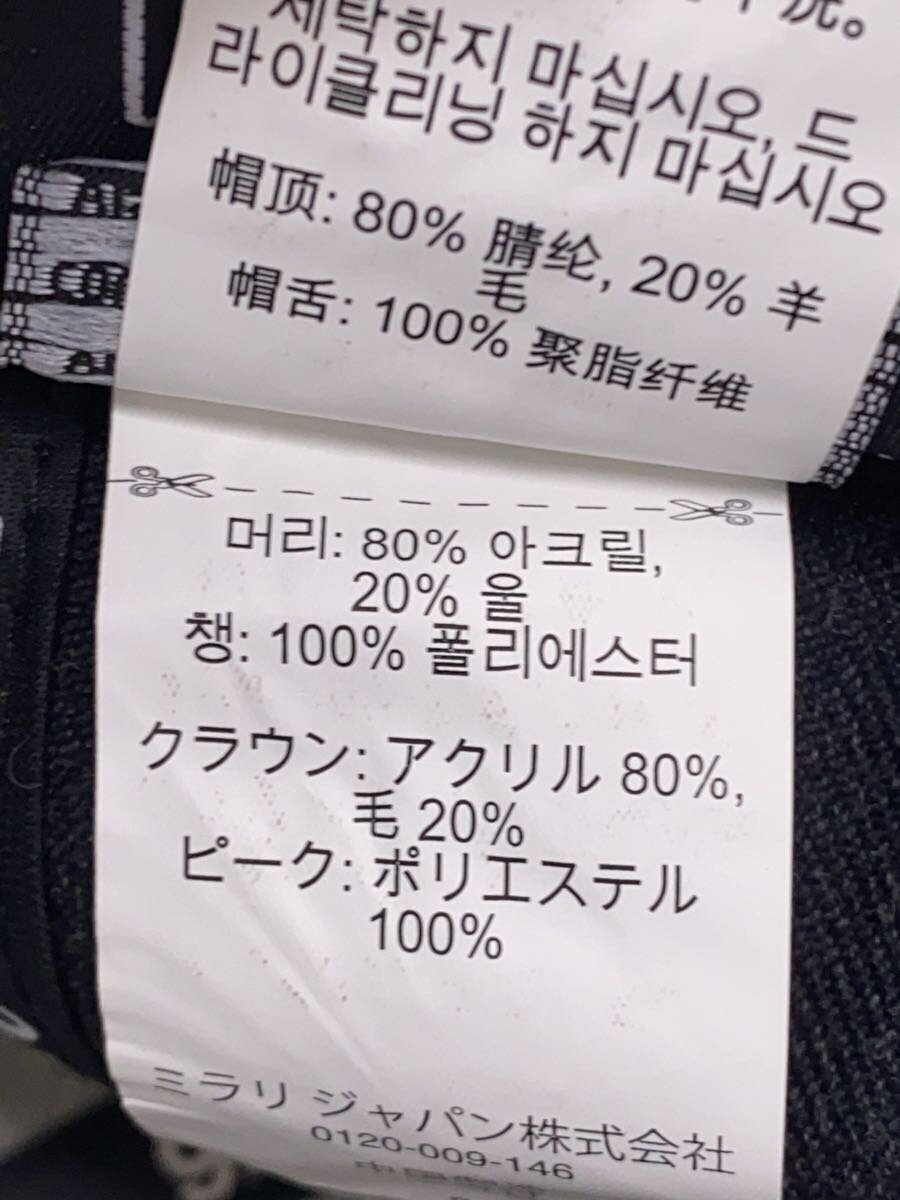 洗。
세탁하지 마십시오, 드
라이클리닝 하지 마십시오
帽顶: 80% 腈纶, 20% 羊
毛
帽舌: 100% 聚脂纤维
머리: 80% 아크릴,
20% 울
챙: 100% 폴리에스터
クラウン: アクリル 80%,
毛 20%
ピーク: ポリエステル
100%
ミラリ ジャパン株式会社
0120-009-146